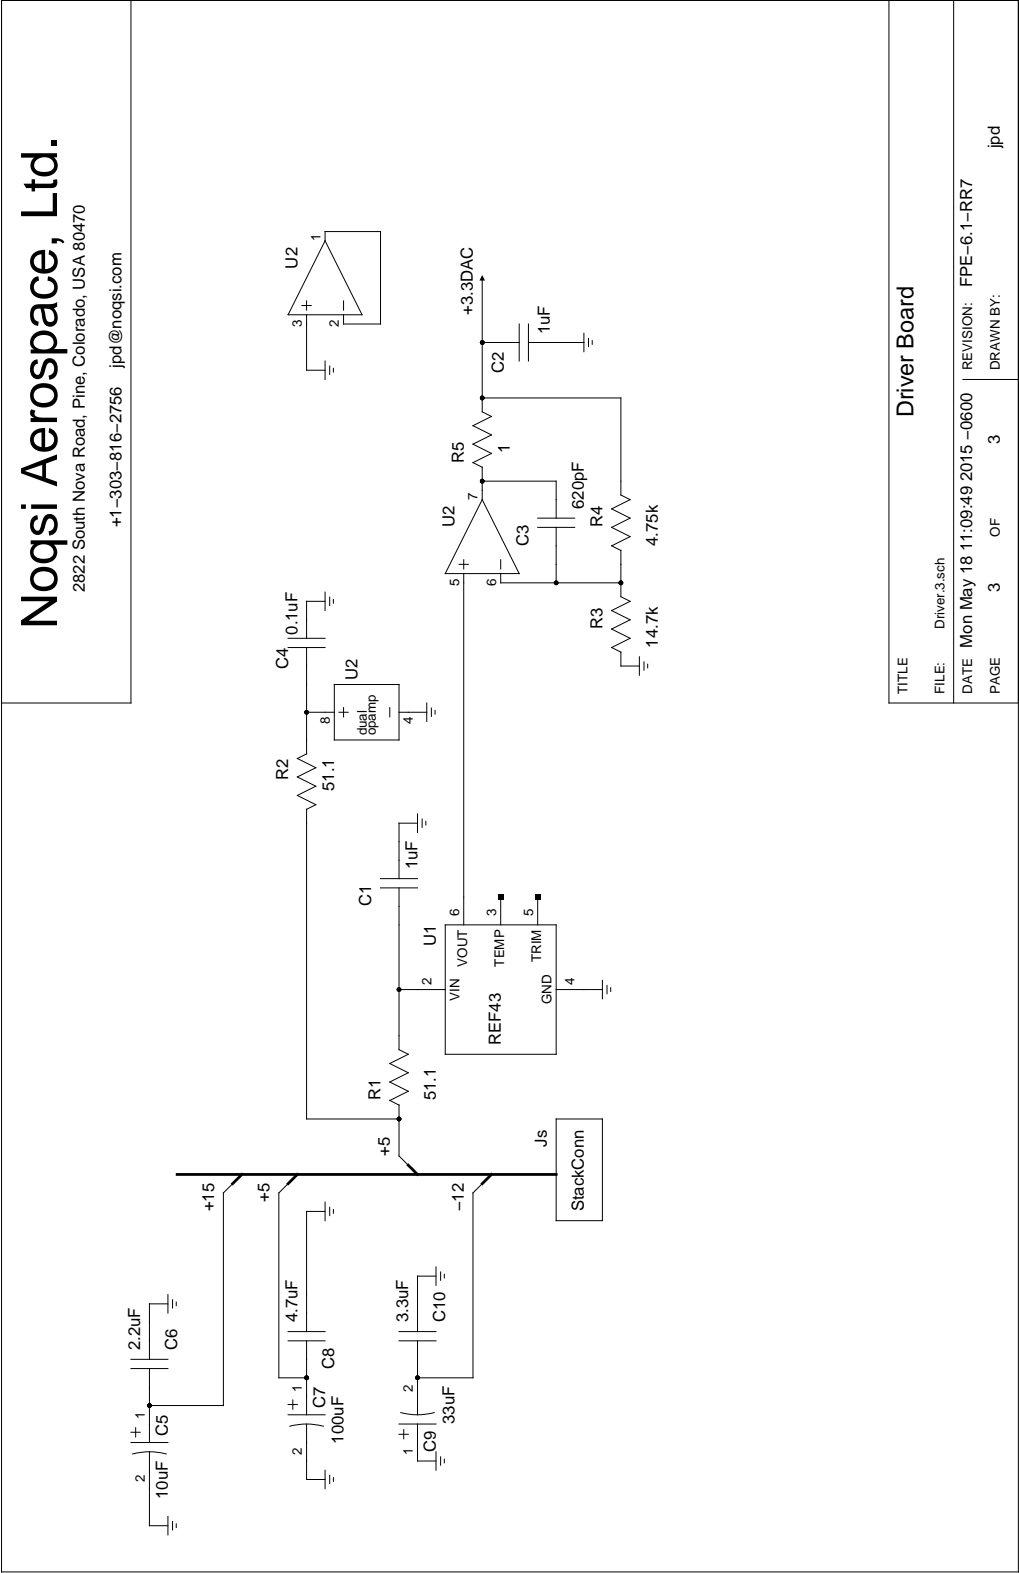 Noqsi Aerospace, Ltd.
2822 South Nova Road, Pine, Colorado, USA 80470
+1−303−816−2756 jpd@noqsi.com
2.2uF
C6
1
+
C5
2
10uF
+15
4.7uF
C8
+5
1
+
C7
2
100uF
3.3uF
C10
2
33uF
1
+
C9
−12
+5
Js
StackConn
R1
51.1
R2
51.1
C4
0.1uF
U2
8
+
dual
opamp
−
4
C1
1uF
U1
2
VIN
6
VOUT
3
TEMP
5
TRIM
REF43
GND
4
U2
3
+
2
−
1
U2
5
+
6
−
7
R5
1
+3.3DAC
C2
1uF
C3
620pF
R4
4.75k
R3
14.7k
TITLE
Driver Board
FILE: Driver.3.sch
DATE Mon May 18 11:09:49 2015 −0600
REVISION: FPE−6.1−RR7
PAGE 3 OF 3
DRAWN BY: jpd